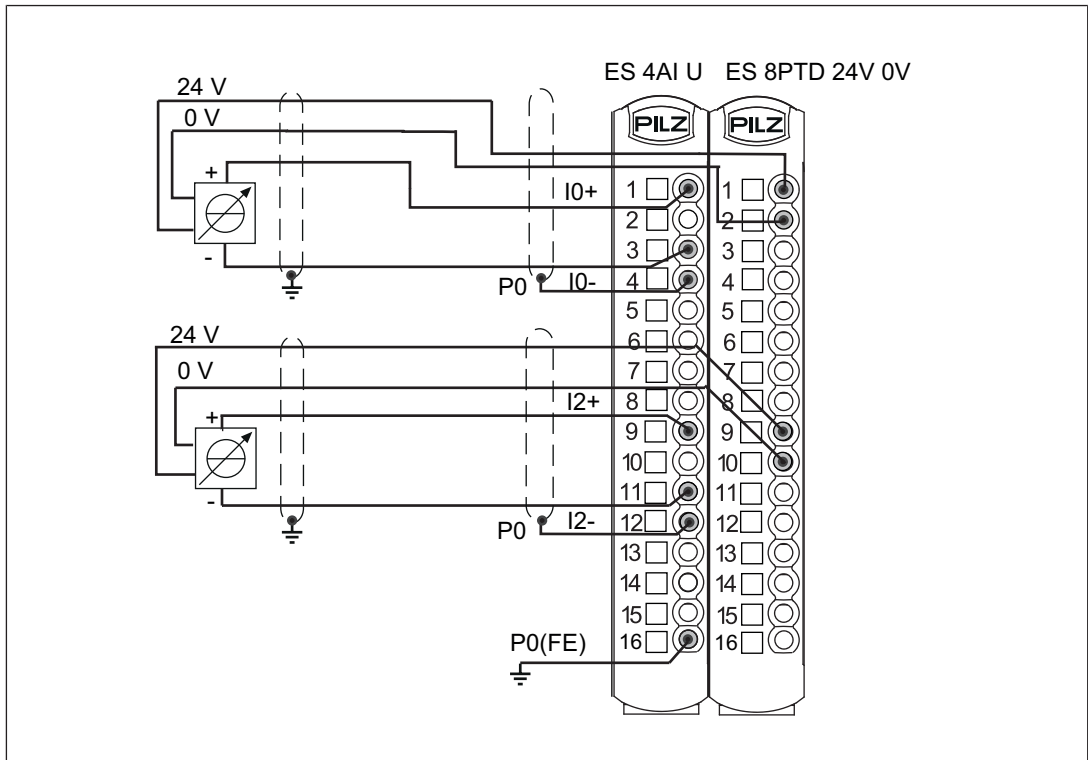 ES 4AI U ES 8PTD 24V 0V
PILZ PILZ
24 V
0 V
+
-
I0+
P0 I0-
24 V
0 V
+
-
I2+
P0 I2-
P0(FE)
1 1
2 2
3 3
4 4
5 5
6 6
7 7
8 8
9 9
10 10
11 11
12 12
13 13
14 14
15 15
16 16